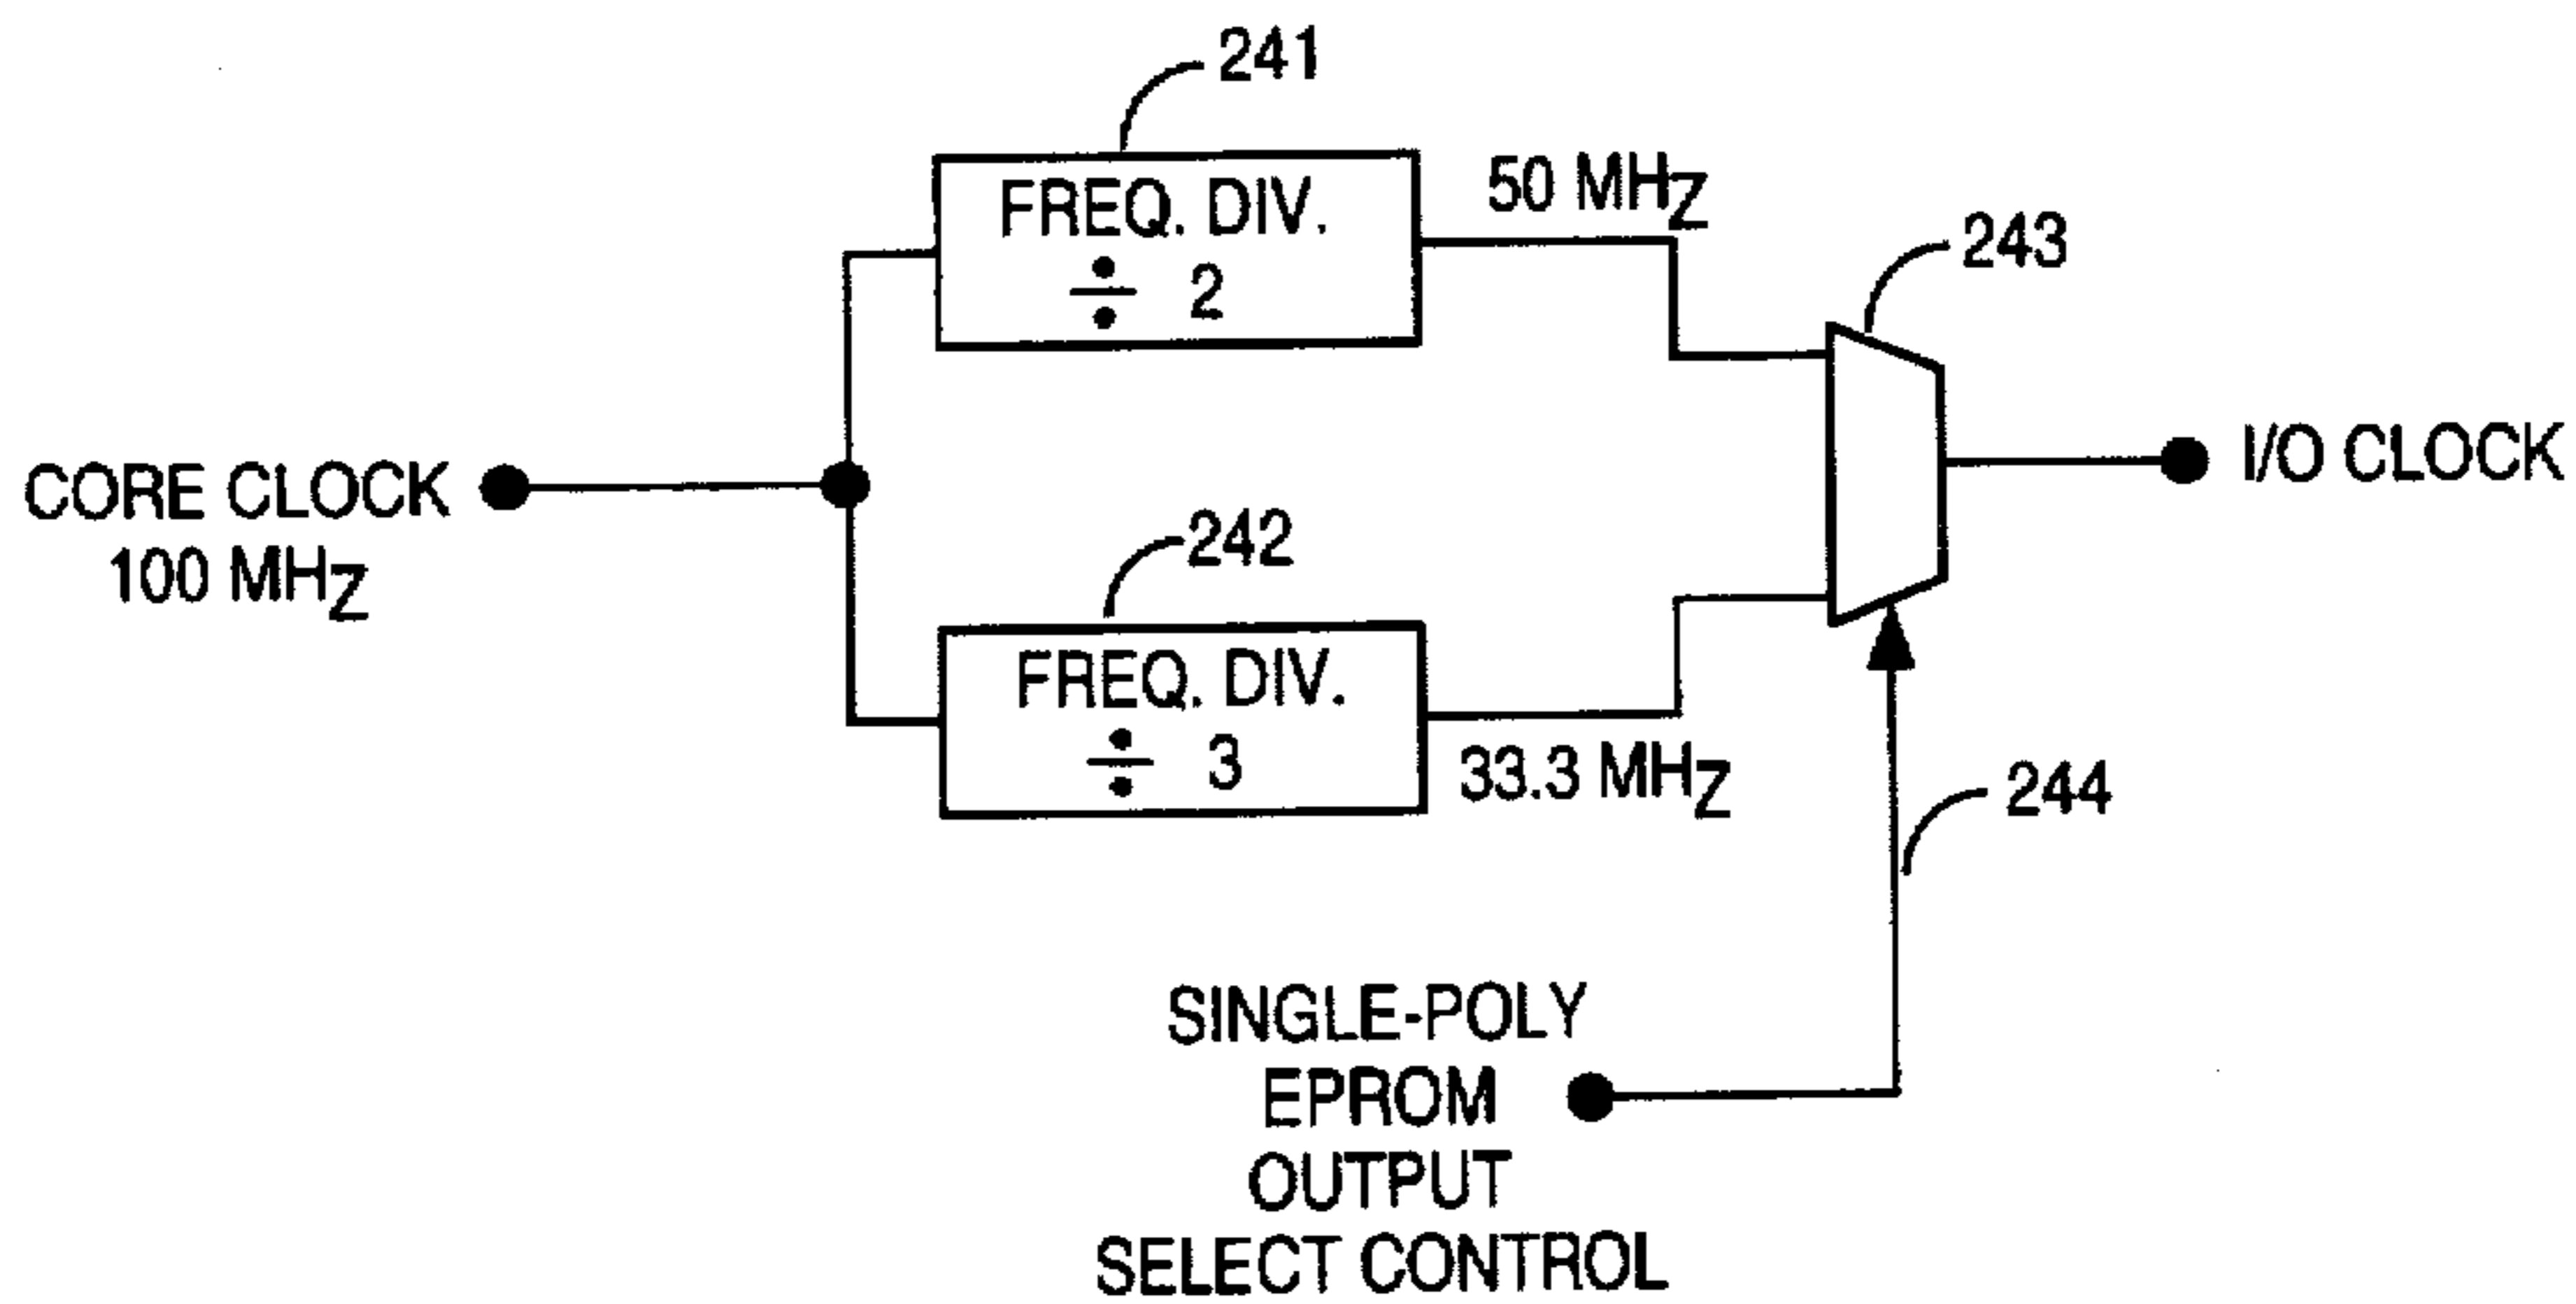 241
FREQ. DIV.
÷ 2
50 MHZ
243
CORE CLOCK
100 MHZ
I/O CLOCK
242
FREQ. DIV.
÷ 3
33.3 MHZ
244
SINGLE-POLY
EPROM
OUTPUT
SELECT CONTROL